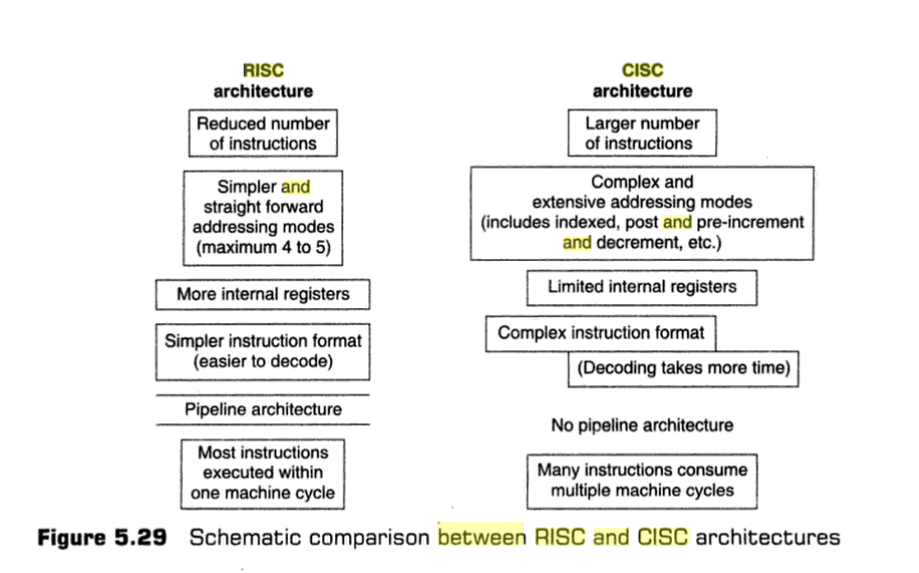 RISC
architecture
Reduced number
of instructions
Simpler and
straight forward
addressing modes
(maximum 4 to 5)
More internal registers
Simpler instruction format
(easier to decode)
Pipeline architecture
Most instructions
executed within
one machine cycle
CISC
architecture
Larger number
of instructions
Complex and
extensive addressing modes
(includes indexed, post and pre-increment
and decrement, etc.)
Limited internal registers
Complex instruction format
(Decoding takes more time)
No pipeline architecture
Many instructions consume
multiple machine cycles
Figure 5.29 Schematic comparison between RISC and CISC architectures